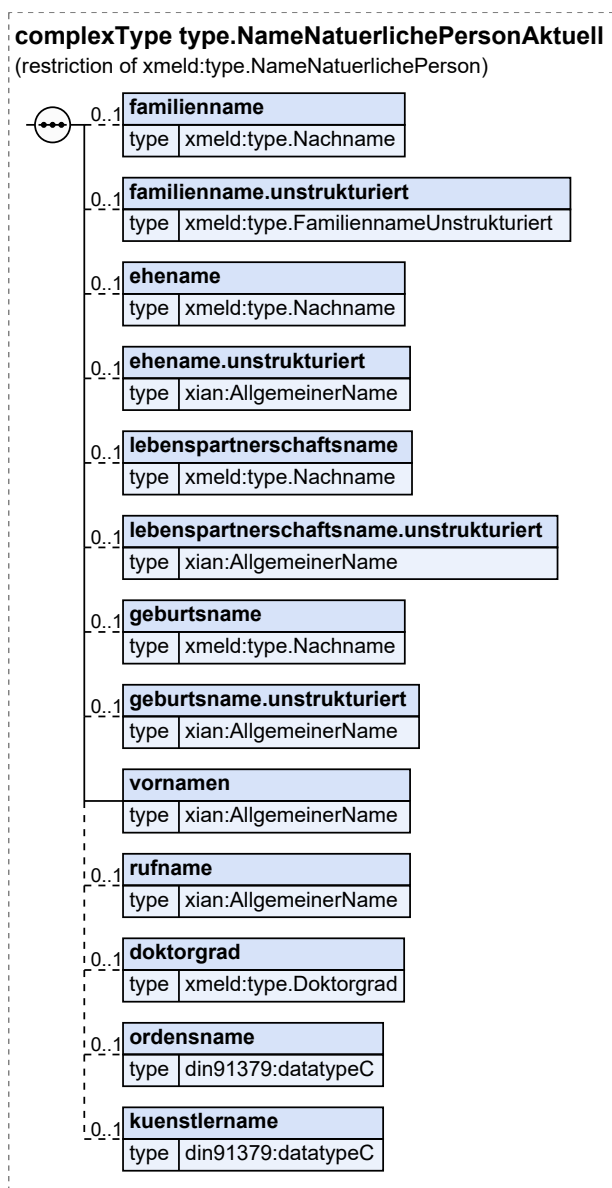 complexType type.NameNatuerlichePersonAktuell
(restriction of xmeld:type.NameNatuerlichePerson)
0..1 familienname
type xmeld:type.Nachname
0..1 familienname.unstrukturiert
type xmeld:type.FamiliennameUnstrukturiert
0..1 ehename
type xmeld:type.Nachname
0..1 ehename.unstrukturiert
type xian:AllgemeinerName
0..1 lebenspartnerschaftsname
type xmeld:type.Nachname
0..1 lebenspartnerschaftsname.unstrukturiert
type xian:AllgemeinerName
0..1 geburtsname
type xmeld:type.Nachname
0..1 geburtsname.unstrukturiert
type xian:AllgemeinerName
vornamen
type xian:AllgemeinerName
0..1 rufname
type xian:AllgemeinerName
0..1 doktorgrad
type xmeld:type.Doktorgrad
0..1 ordensname
type din91379:datatypeC
0..1 kuenstlername
type din91379:datatypeC